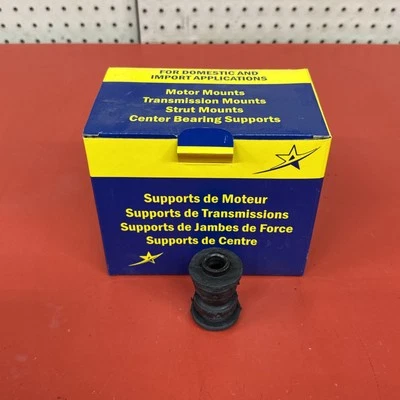 FOR DOMESTIC AND
IMPORT APPLICATIONS
Motor Mounts
Transmission Mounts
Strut Mounts
Center Bearing Supports
Supports de Moteur
Supports de Transmissions
Supports de Jambes de Force
Supports de Centre